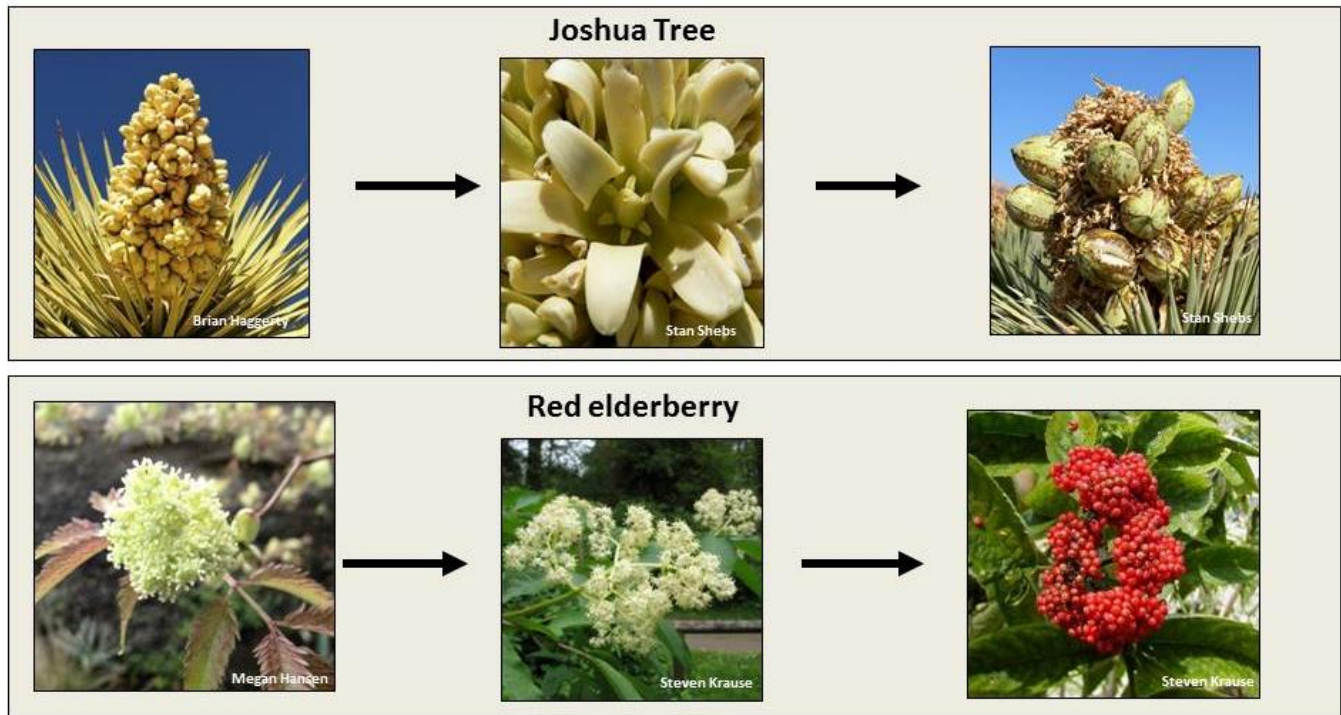 Joshua Tree
Brian Haggerty
Stan Shebs
Stan Shebs
Red elderberry
Megan Hansen
Steven Krause
Steven Krause